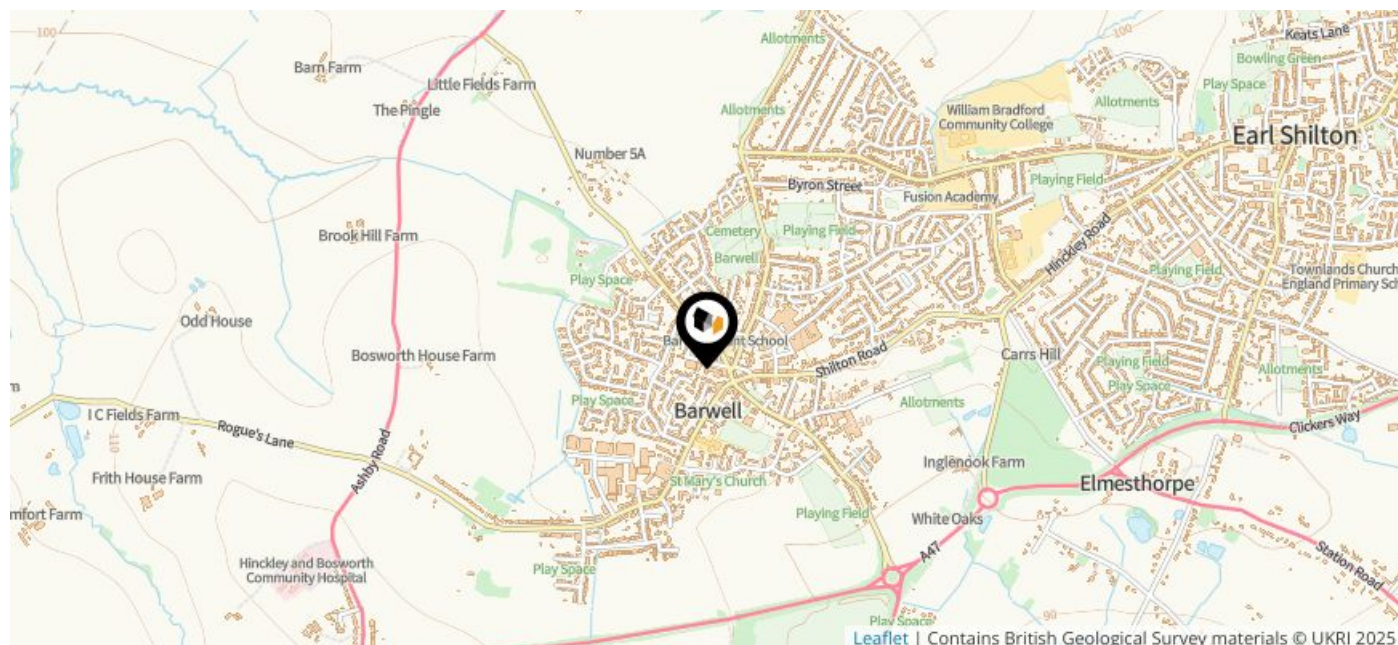 100
Barn Farm
Little Fields Farm
The Pingle
Number 5A
Brook Hill Farm
Odd House
Bosworth House Farm
I C Fields Farm
110
Rogue's Lane
Ashby Road
Frith House Farm
mfort Farm
Hinckley and Bosworth
Community Hospital
Play Space
Allotments
Allotments
100
Keats Lane
Bowling Green
Play Space
Allotments
William Bradford
Community College
Earl Shilton
Byron Street
Playing Field
Fusion Academy
Cemetery
Playing Field
Barwell
Play Space
Hinckley Road
Playing Field
Townlands Church
England Primary Sch
School
Shilton Road
Carrs Hill
Playing Field
Play Space
Allotments
Play Space
Barwell
Allotments
Clickers Way
Inglenook Farm
Elmesthorpe
St Mary's Church
Playing Field
White Oaks
A47
Station Road
90
Play Space
Leaflet | Contains British Geological Survey materials © UKRI 2025